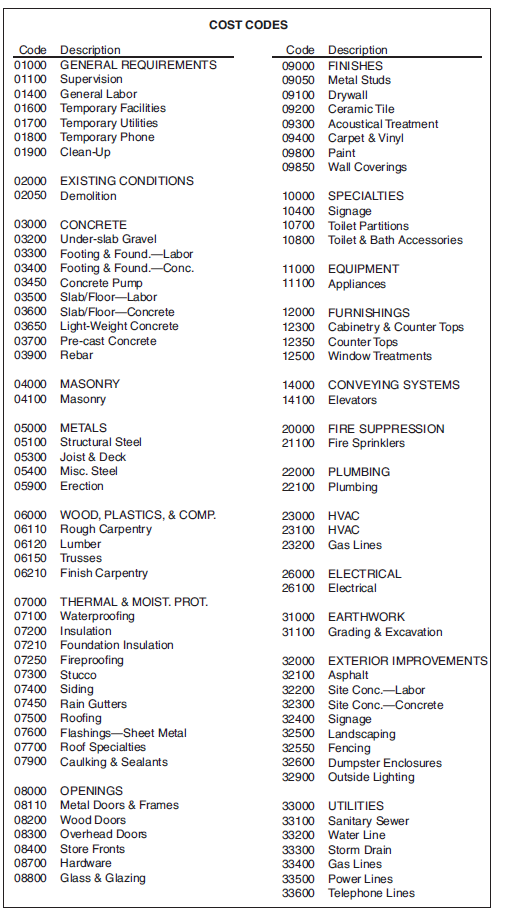 COST CODES
Code Description
01000 GENERAL REQUIREMENTS
01100 Supervision
01400 General Labor
01600 Temporary Facilities
01700 Temporary Utilities
01800 Temporary Phone
01900 Clean-Up
02000 EXISTING CONDITIONS
02050 Demolition
03000 CONCRETE
03200 Under-slab Gravel
03300 Footing & Found.—Labor
03400 Footing & Found.—Conc.
03450 Concrete Pump
03500 Slab/Floor—Labor
03600 Slab/Floor—Concrete
03650 Light-Weight Concrete
03700 Pre-cast Concrete
03900 Rebar
04000 MASONRY
04100 Masonry
05000 METALS
05100 Structural Steel
05300 Joist & Deck
05400 Misc. Steel
05900 Erection
06000 WOOD, PLASTICS, & COMP.
06110 Rough Carpentry
06120 Lumber
06150 Trusses
06210 Finish Carpentry
07000 THERMAL & MOIST. PROT.
07100 Waterproofing
07200 Insulation
07210 Foundation Insulation
07250 Fireproofing
07300 Stucco
07400 Siding
07450 Rain Gutters
07500 Roofing
07600 Flashings—Sheet Metal
07700 Roof Specialties
07900 Caulking & Sealants
08000 OPENINGS
08110 Metal Doors & Frames
08200 Wood Doors
08300 Overhead Doors
08400 Store Fronts
08700 Hardware
08800 Glass & Glazing
Code Description
09000 FINISHES
09050 Metal Studs
09100 Drywall
09200 Ceramic Tile
09300 Acoustical Treatment
09400 Carpet & Vinyl
09800 Paint
09850 Wall Coverings
10000 SPECIALTIES
10400 Signage
10700 Toilet Partitions
10800 Toilet & Bath Accessories
11000 EQUIPMENT
11100 Appliances
12000 FURNISHINGS
12300 Cabinetry & Counter Tops
12350 Counter Tops
12500 Window Treatments
14000 CONVEYING SYSTEMS
14100 Elevators
20000 FIRE SUPPRESSION
21100 Fire Sprinklers
22000 PLUMBING
22100 Plumbing
23000 HVAC
23100 HVAC
23200 Gas Lines
26000 ELECTRICAL
26100 Electrical
31000 EARTHWORK
31100 Grading & Excavation
32000 EXTERIOR IMPROVEMENTS
32100 Asphalt
32200 Site Conc.—Labor
32300 Site Conc.—Concrete
32400 Signage
32500 Landscaping
32550 Fencing
32600 Dumpster Enclosures
32900 Outside Lighting
33000 UTILITIES
33100 Sanitary Sewer
33200 Water Line
33300 Storm Drain
33400 Gas Lines
33500 Power Lines
33600 Telephone Lines